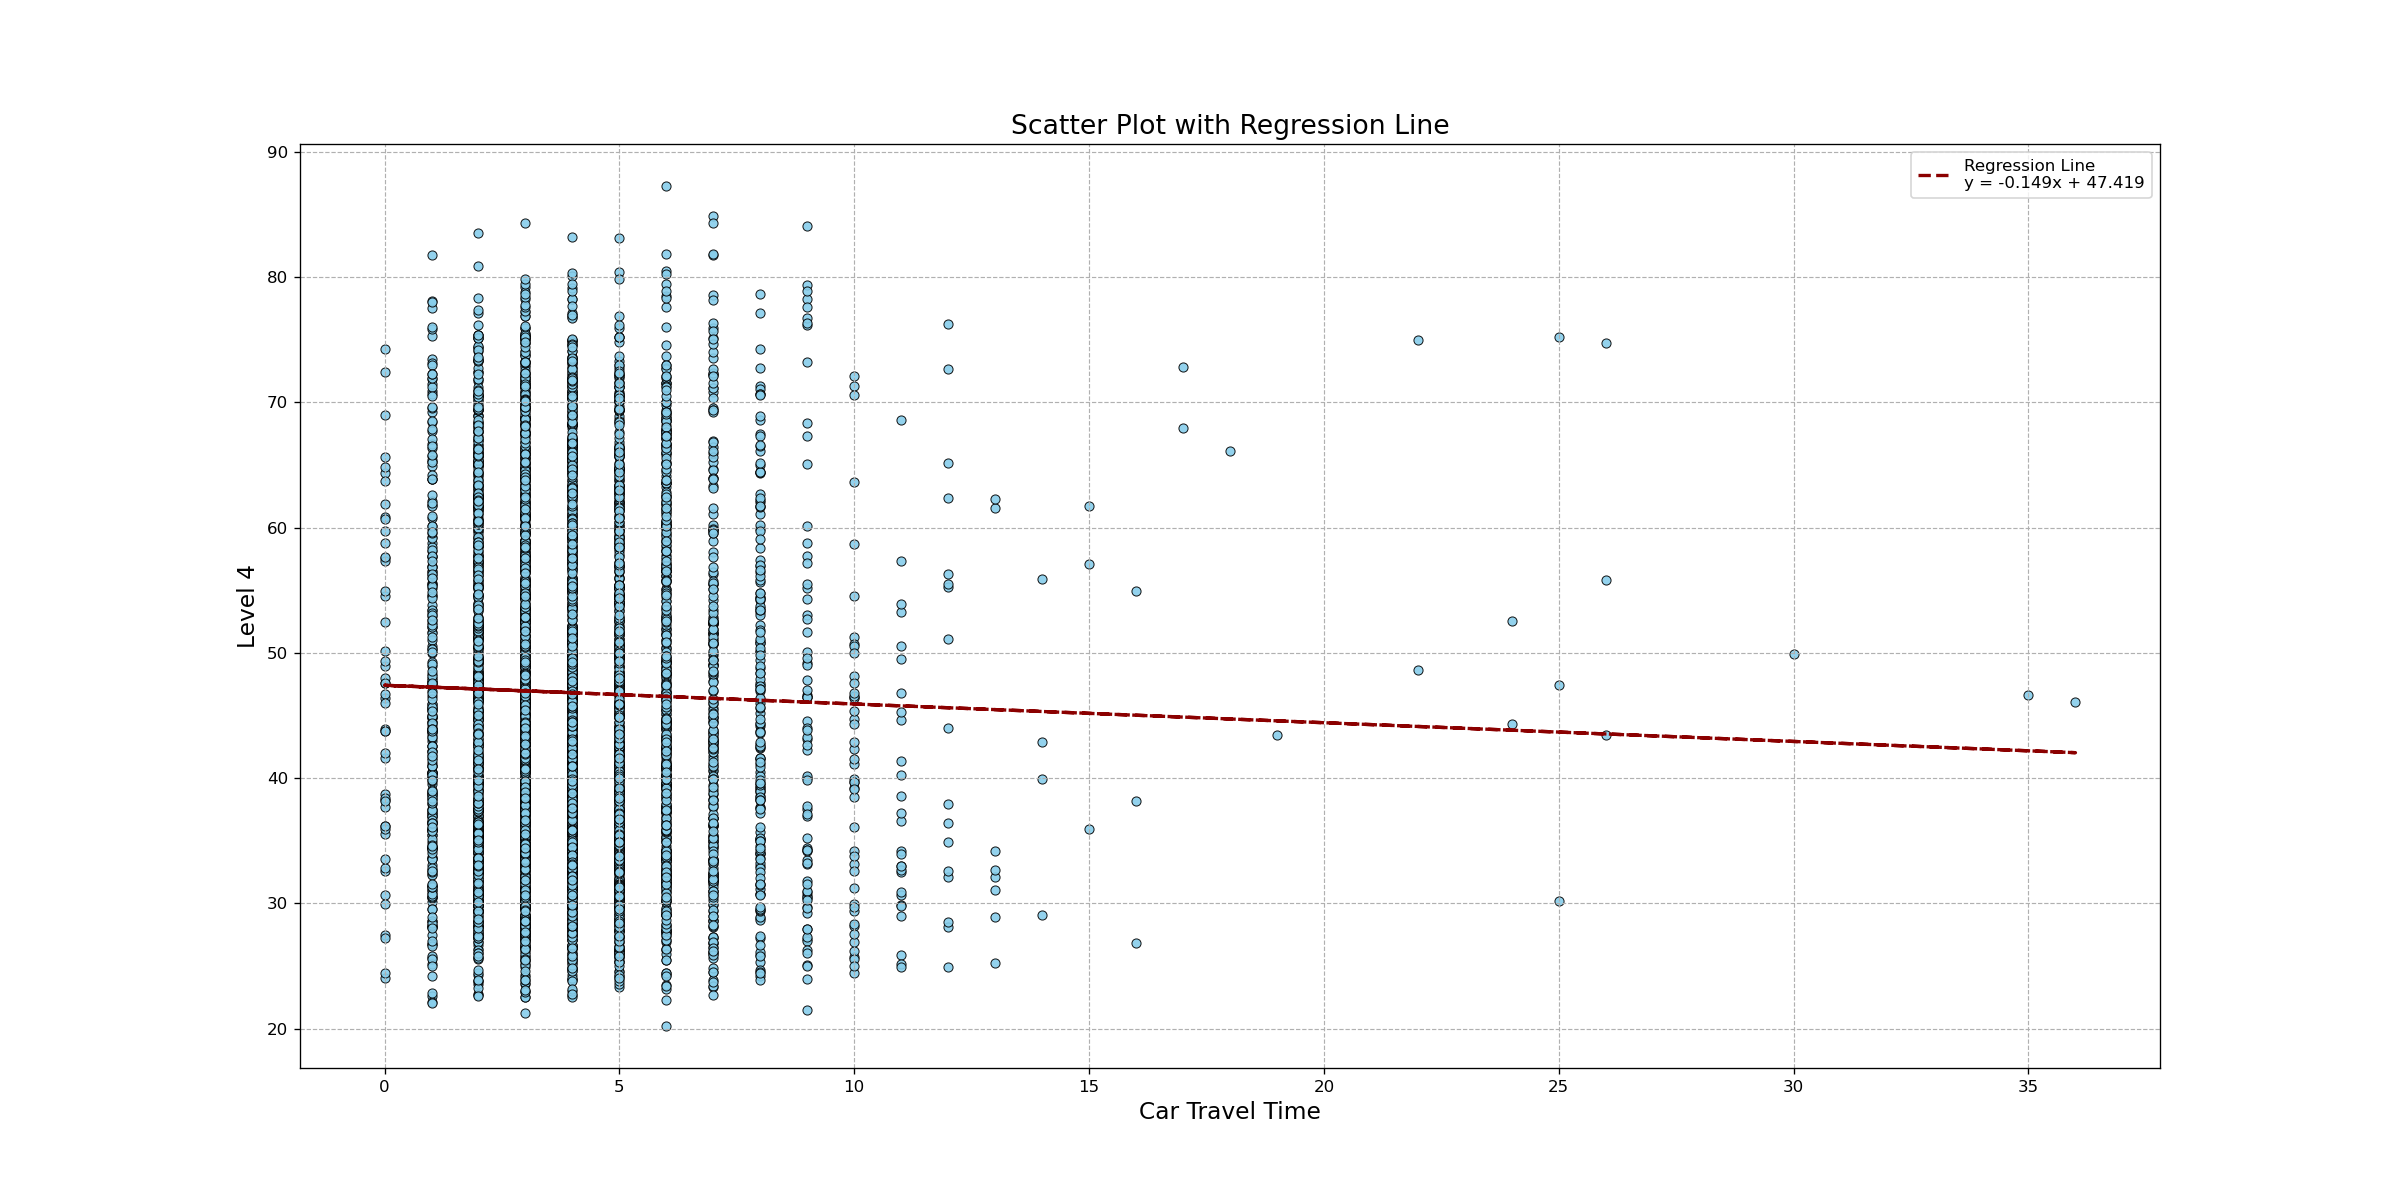 Scatter Plot with Regression Line
Regression Line
y = -0.149x + 47.419
90
80
70
60
50
40
30
20
Level 4
0 5 10 15 20 25 30 35
Car Travel Time